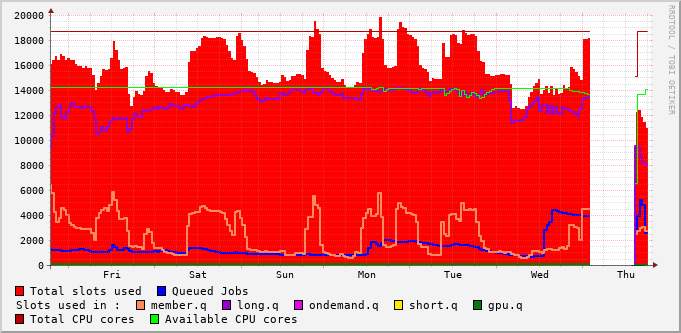 20000
18000
16000
14000
12000
10000
8000
6000
4000
2000
0
Fri Sat Sun Mon Tue Wed Thu
Total slots used Queued Jobs
Slots used in : member.q long.q ondemand.q short.q gpu.q
Total CPU cores Available CPU cores
RRDTOOL / TOBI OETIKER